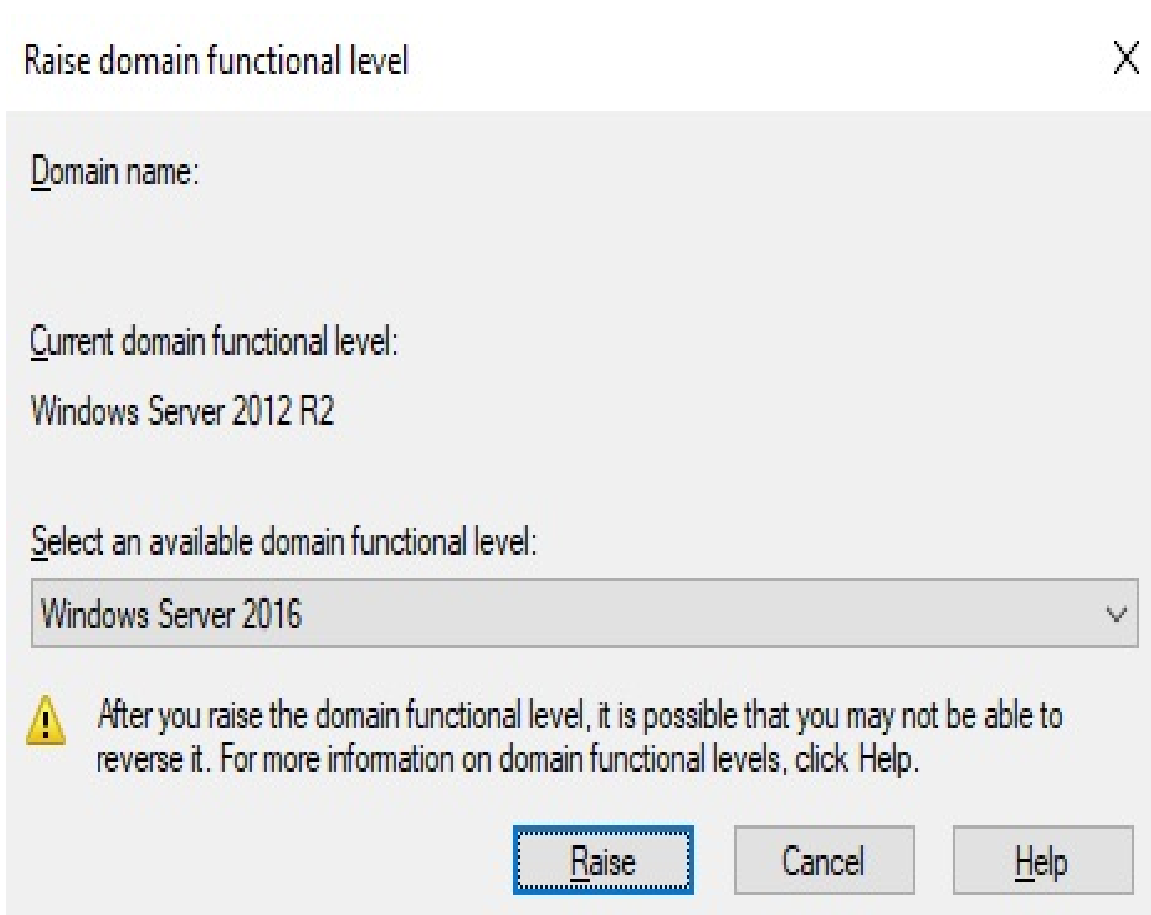 Raise domain functional level
Domain name:
Current domain functional level:
Windows Server 2012 R2
Select an available domain functional level:
Windows Server 2016
After you raise the domain functional level, it is possible that you may not be able to
reverse it. For more information on domain functional levels, click Help.
Raise Cancel Help